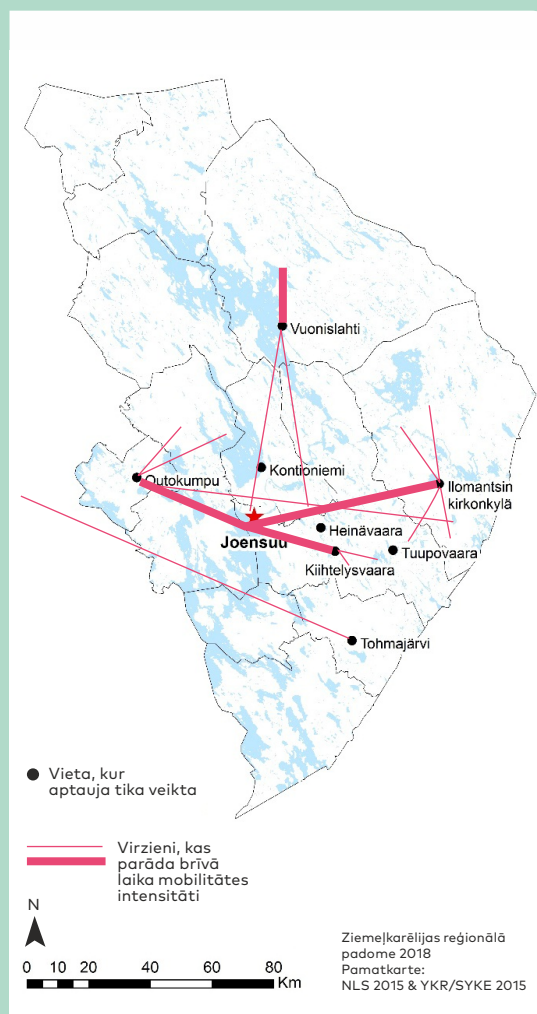 Vuonislahti
Kontioniemi
Outokumpu
Ilomantsin
kirkonkylä
Heinävaara
Joensuu
Tuupovaara
Kiihtelysvaara
Tohmajärvi
Vieta, kur
aptauja tika veikta
Virzieni, kas
parāda brīvā
laika mobilitātes
intensitāti
N
0 10 20 40 60 80
Km
Ziemeļkarēlijas reģionālā
padome 2018
Pamatkarte:
NLS 2015 & YKR/SYKE 2015